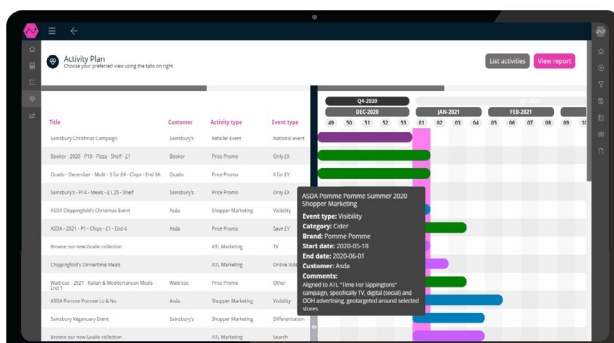 Activity Plan
Choose your preferred view using the tabs on right
List activities
View report
Q4-2020
DEC-2020 JAN-2021 FEB-2021
Title Customer Activity type Event type 49 50 51 52 53 01 02 03 04 05 06 07 08 09
Sainsbury Christmas Campaign Sainsbury's Retailer Event National event
Booker - 2020 - P10 - Pizza - Shelf - £1 Booker Price Promo Only £X
Ocado - December - Multi - 3 for £4 - Chips - End 3A Ocado Price Promo X for £Y
Sainsbury's - P14 - Meals - £1.25 - Shelf Sainsbury's Price Promo Only £X
ASDA Chippingfold's Christmas Event Asda Shopper Marketing Visibility
ASDA - 2021 - P1 - Chips - £1 - End 4 Asda Price Promo Save £Y
Browse our new Guaile collection ATL Marketing TV
Chippingfold's Dinnertime Meals ATL Marketing Online Vide
Waitrose - 2021 - Italian & Mediterranean Meals -
End 1
Waitrose Price Promo Other
ASDA Pomme Pomme Lo & No Asda Shopper Marketing Visibility
Sainsbury Veganuary Event Sainsbury's Shopper Marketing Differentiation
Browse our new Guaile collection ATL Marketing Search
ASDA Pomme Pomme Summer 2020
Shopper Marketing
Event type: Visibility
Category: Cider
Brand: Pomme Pomme
Start date: 2020-05-18
End date: 2020-06-01
Customer: Asda
Comments:
Aligned to ATL "Time For Sippingtons"
campaign, specifically TV, digital (social) and
OOH advertising, geotargeted around selected
stores.